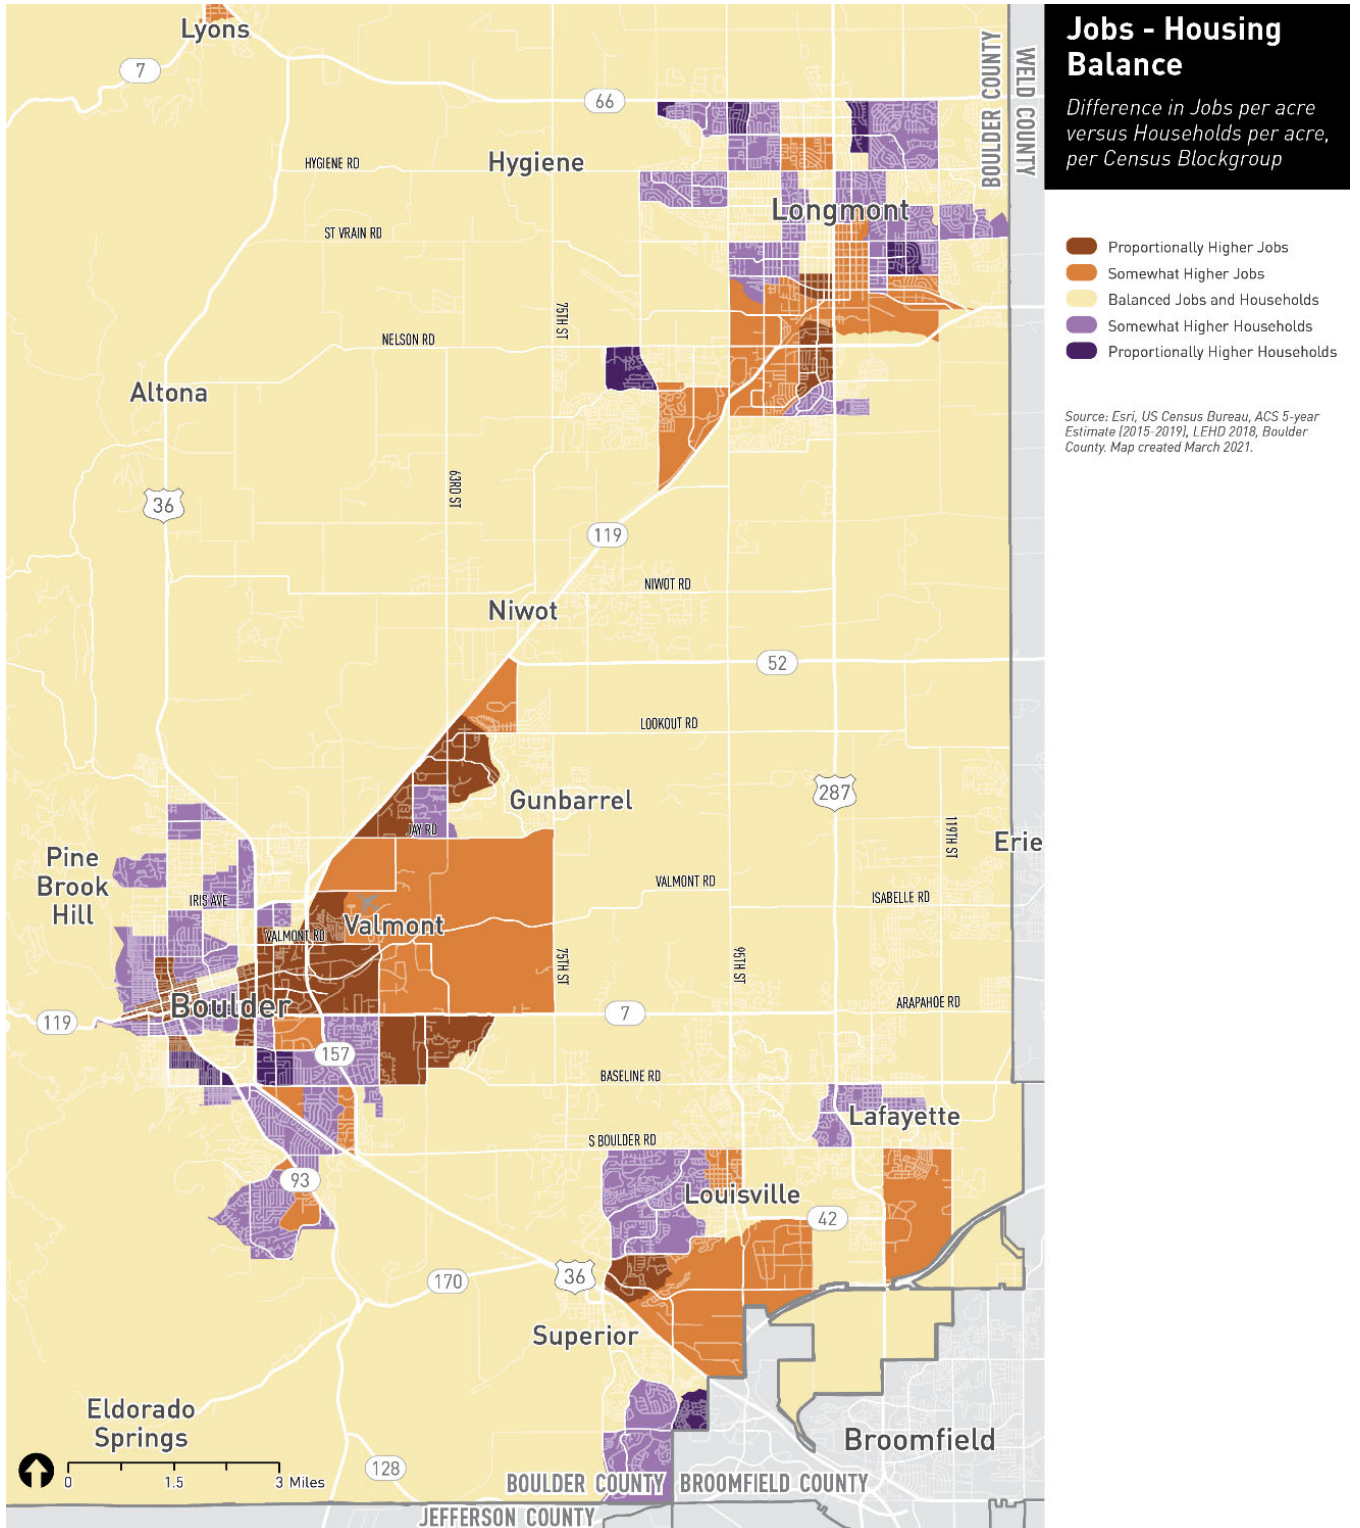 Jobs - Housing
Balance
Difference in Jobs per acre
versus Households per acre,
per Census Blockgroup
Proportionally Higher Jobs
Somewhat Higher Jobs
Balanced Jobs and Households
Somewhat Higher Households
Proportionally Higher Households
Source: Esri, US Census Bureau, ACS 5-year
Estimate (2015-2019), LEHD 2018, Boulder
County. Map created March 2021.
Lyons
7
66
BOULDER COUNTY
WELD COUNTY
HYGIENE RD
Hygiene
Longmont
ST VRAIN RD
75TH ST
NELSON RD
Altona
63RD ST
36
119
NIWOT RD
Niwot
52
LOOKOUT RD
Gunbarrel
287
JAY RD
119TH ST
Erie
Pine
Brook
Hill
VALMONT RD
ISABELLE RD
IRIS AVE
Valmont
VALMONT RD
75TH ST
95TH ST
Boulder
ARAPAHOE RD
119
7
157
BASELINE RD
Lafayette
S BOULDER RD
93
Louisville
42
170
36
Superior
Eldorado
Springs
Broomfield
0
1.5
3 Miles
128
BOULDER COUNTY
BROOMFIELD COUNTY
JEFFERSON COUNTY